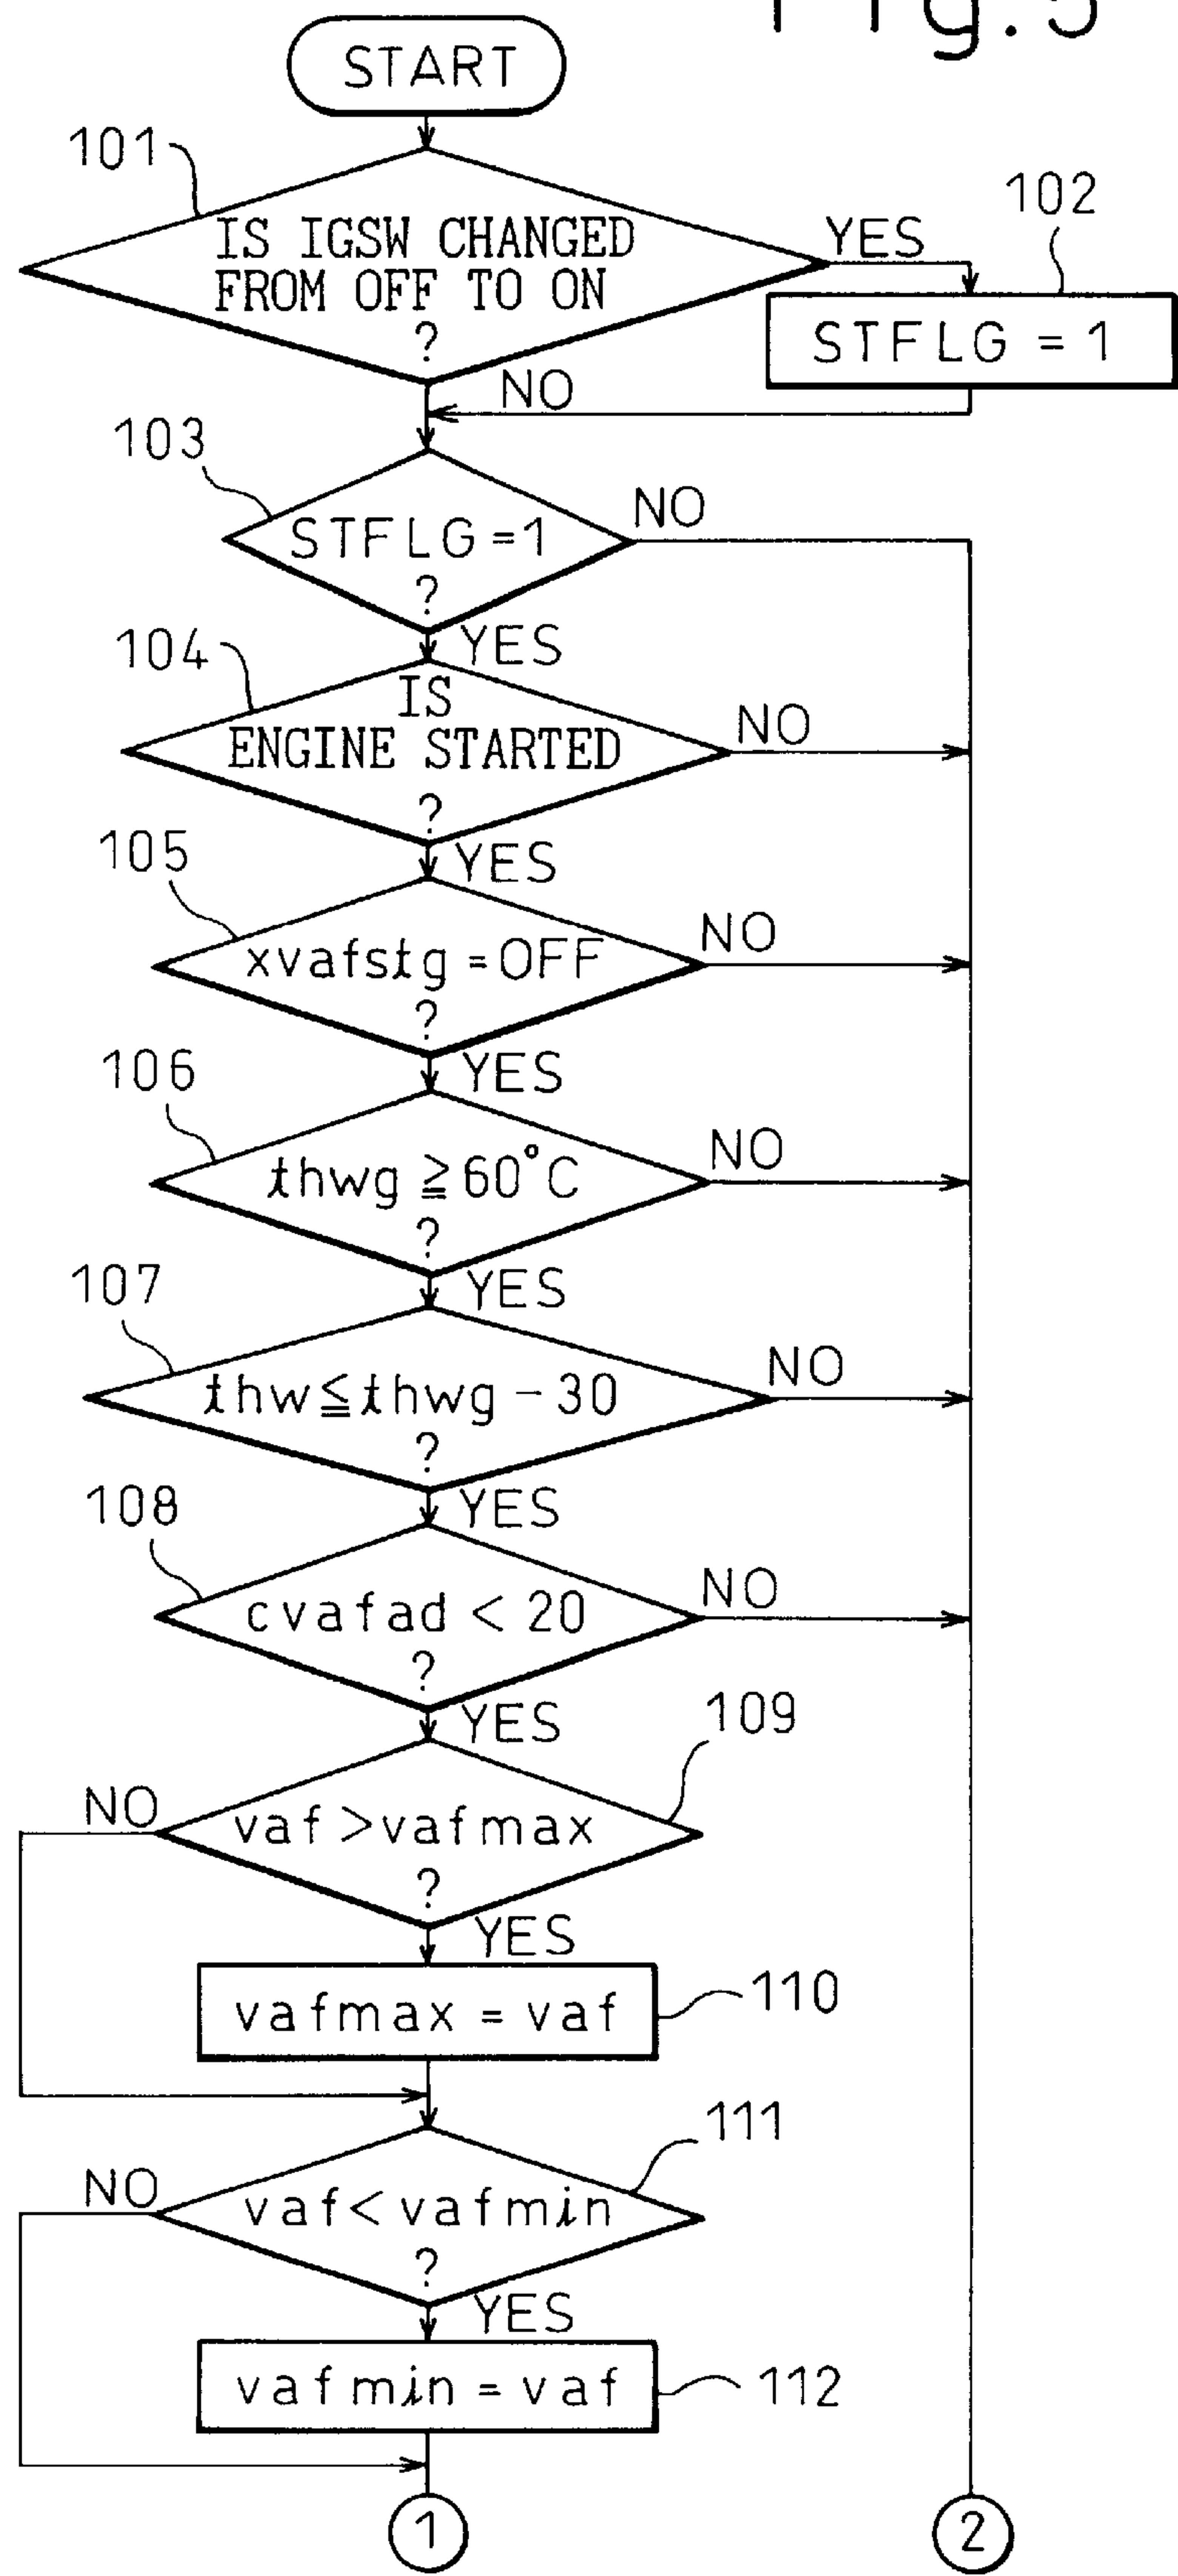 Fig.5
START
101
IS IGSW CHANGED
FROM OFF TO ON
?
YES
102
STFLG = 1
NO
103
STFLG = 1
?
NO
YES
104
IS
ENGINE STARTED
?
NO
YES
105
xvafstg = OFF
?
NO
YES
106
thwg ≧ 60°C
?
NO
YES
107
thw ≦ thwg - 30
?
NO
YES
108
cvafad < 20
?
NO
YES
109
vaf > vafmax
?
NO
YES
vafmax = vaf
110
111
vaf < vafmin
?
NO
YES
vafmin = vaf
112
1
2